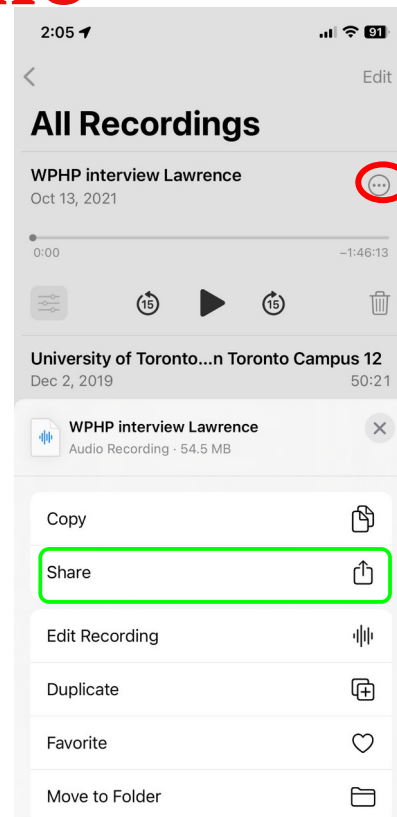 2:05 91
Edit
All Recordings
WPHP interview Lawrence
Oct 13, 2021
0:00 −1:46:13
15 15
University of Toronto...n Toronto Campus 12
Dec 2, 2019 50:21
WPHP interview Lawrence
Audio Recording · 54.5 MB
Copy
Share
Edit Recording
Duplicate
Favorite
Move to Folder